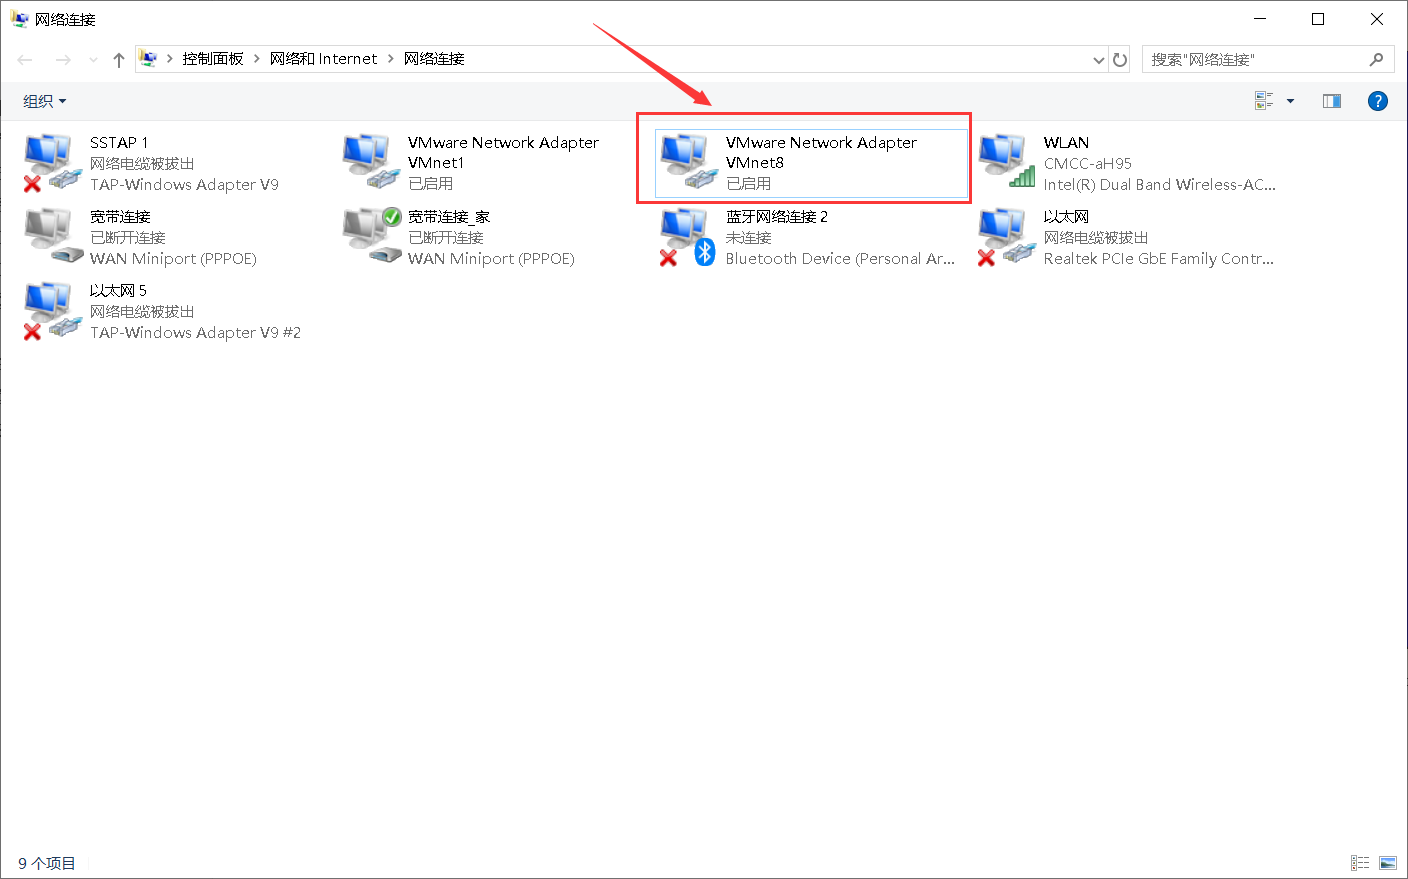 网络连接
控制面板 网络和 Internet 网络连接
搜索"网络连接"
组织
SSTAP 1
网络电缆被拔出
TAP-Windows Adapter V9
VMware Network Adapter
VMnet1
已启用
VMware Network Adapter
VMnet8
已启用
WLAN
CMCC-aH95
Intel(R) Dual Band Wireless-AC...
宽带连接
已断开连接
WAN Miniport (PPPOE)
宽带连接_家
已断开连接
WAN Miniport (PPPOE)
蓝牙网络连接 2
未连接
Bluetooth Device (Personal Ar...
以太网
网络电缆被拔出
Realtek PCIe GbE Family Contr...
以太网 5
网络电缆被拔出
TAP-Windows Adapter V9 #2
9 个项目